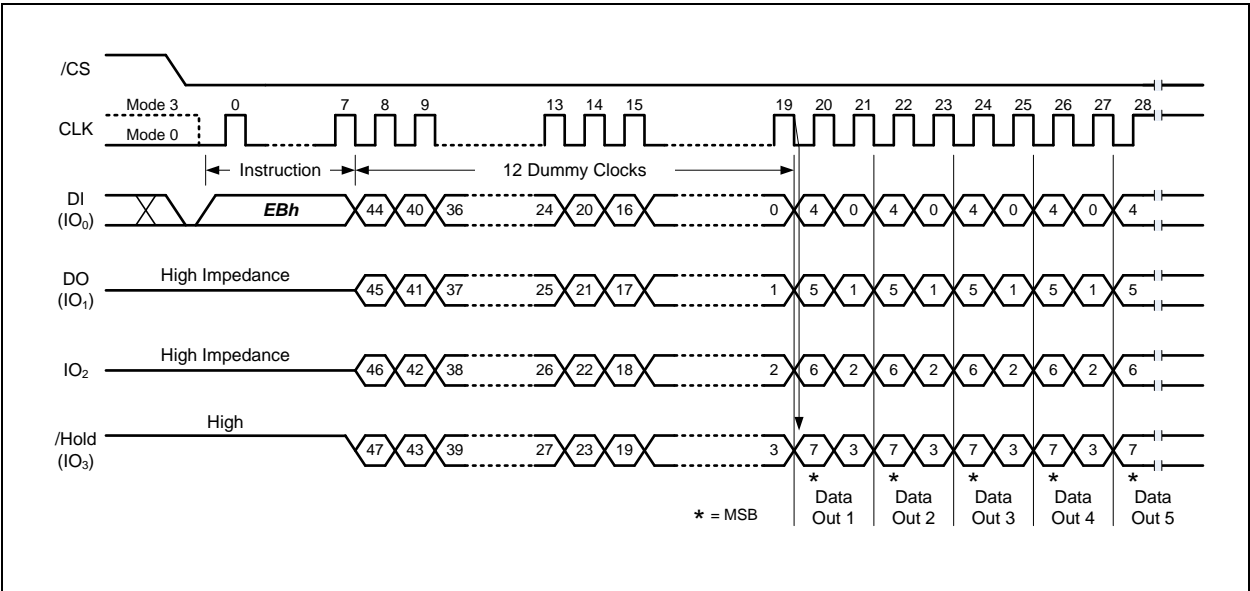 /CS
Mode 3 0 7 8 9 13 14 15 19 20 21 22 23 24 25 26 27 28
CLK
Mode 0
Instruction 12 Dummy Clocks
DI
(IO0)
EBh 44 40 36 24 20 16 0 4 0 4 0 4 0 4 0 4
DO
(IO1)
High Impedance 45 41 37 25 21 17 1 5 1 5 1 5 1 5 1 5
High Impedance
IO2 46 42 38 26 22 18 2 6 2 6 2 6 2 6 2 6
High
/Hold
(IO3)
47 43 39 27 23 19 3 7 3 7 3 7 3 7 3 7
* * * * *
* = MSB
Data Out 1
Data Out 2
Data Out 3
Data Out 4
Data Out 5